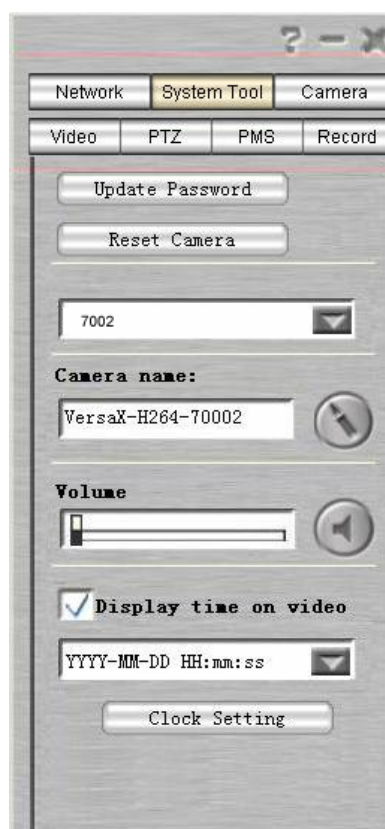 ?
Network System Tool Camera
Video PTZ PMS Record
Update Password
Reset Camera
7002
Camera name:
VersaX-H264-70002
Volume
Display time on video
YYYY-MM-DD HH:mm:ss
Clock Setting